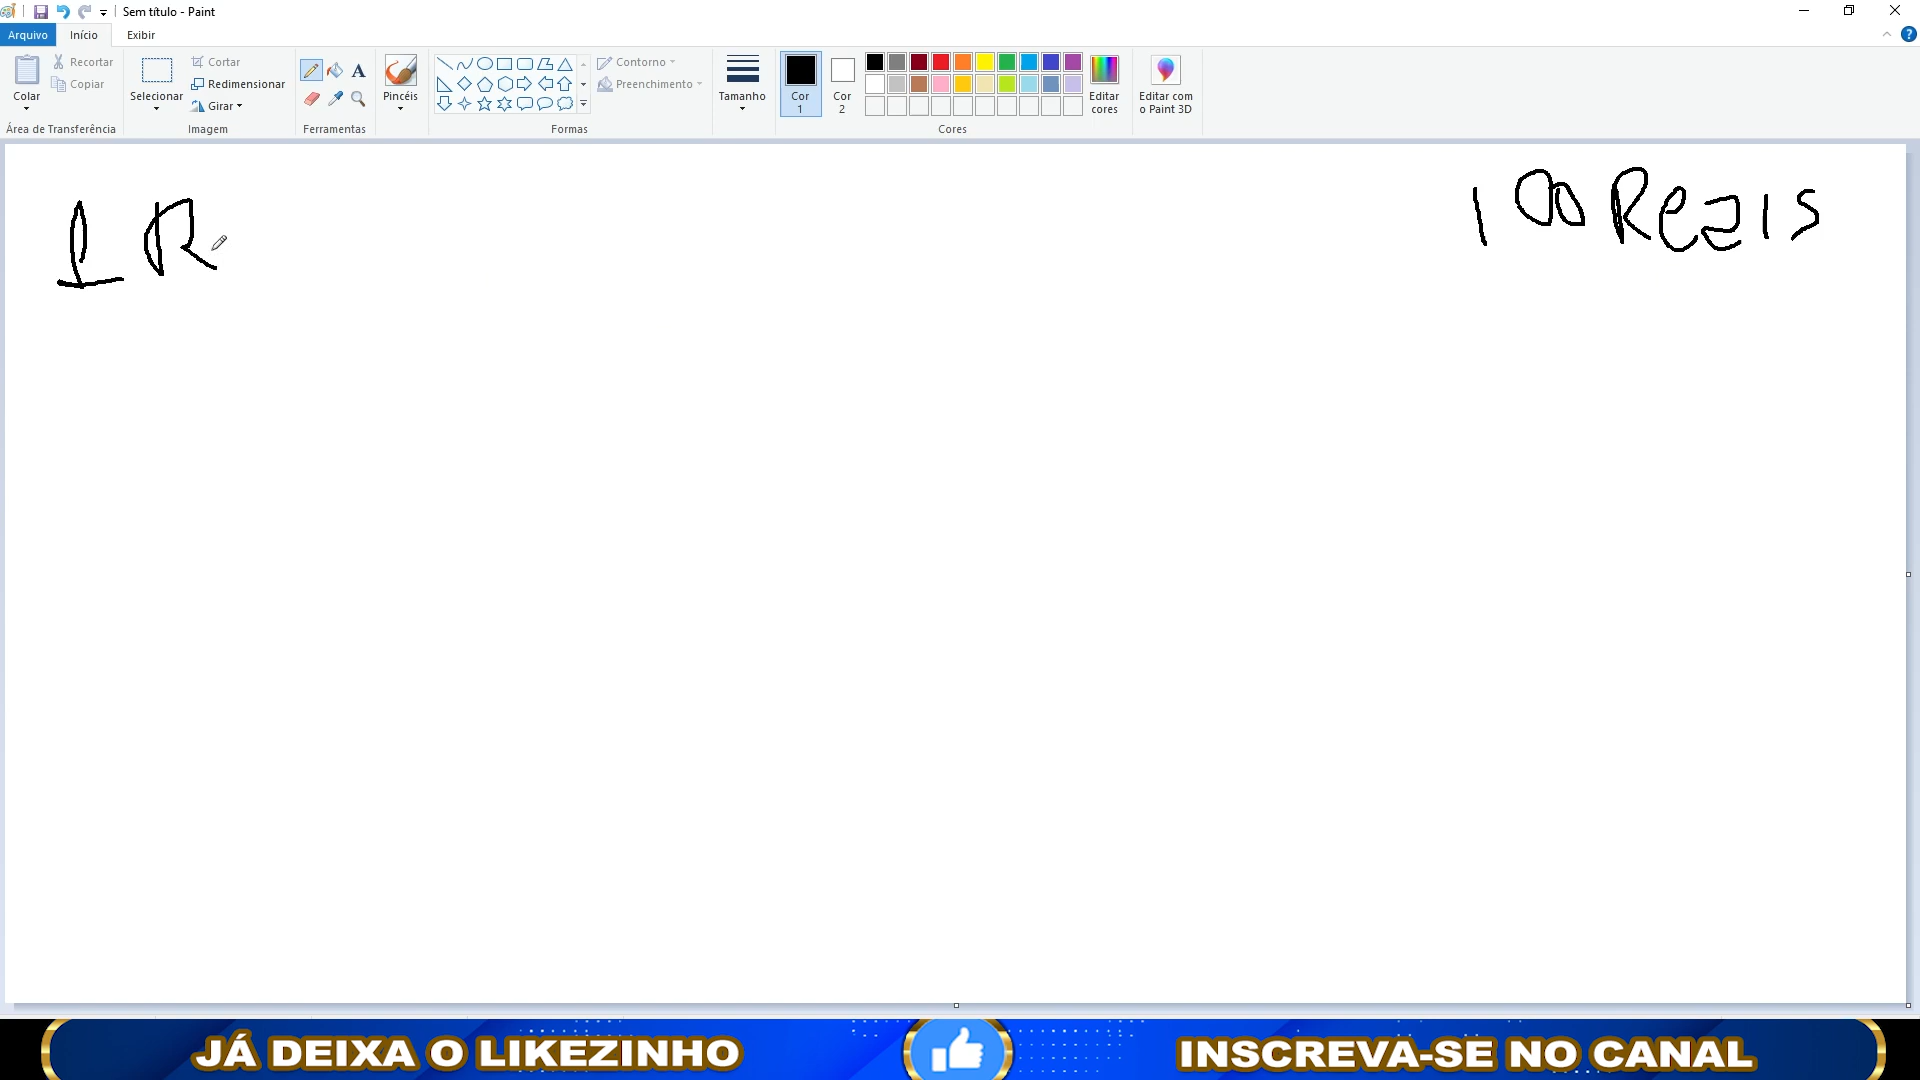 Sem título - Paint
Arquivo Início Exibir
Colar
Recortar
Copiar
Área de Transferência
Selecionar
Cortar
Redimensionar
Girar
Imagem
A
Ferramentas
Pincéis
Contorno
Preenchimento
Formas
Tamanho
Cor 1
Cor 2
Editar cores
Cores
Editar com o Paint 3D
1 R
100 Reais
JÁ DEIXA O LIKEZINHO
INSCREVA-SE NO CANAL